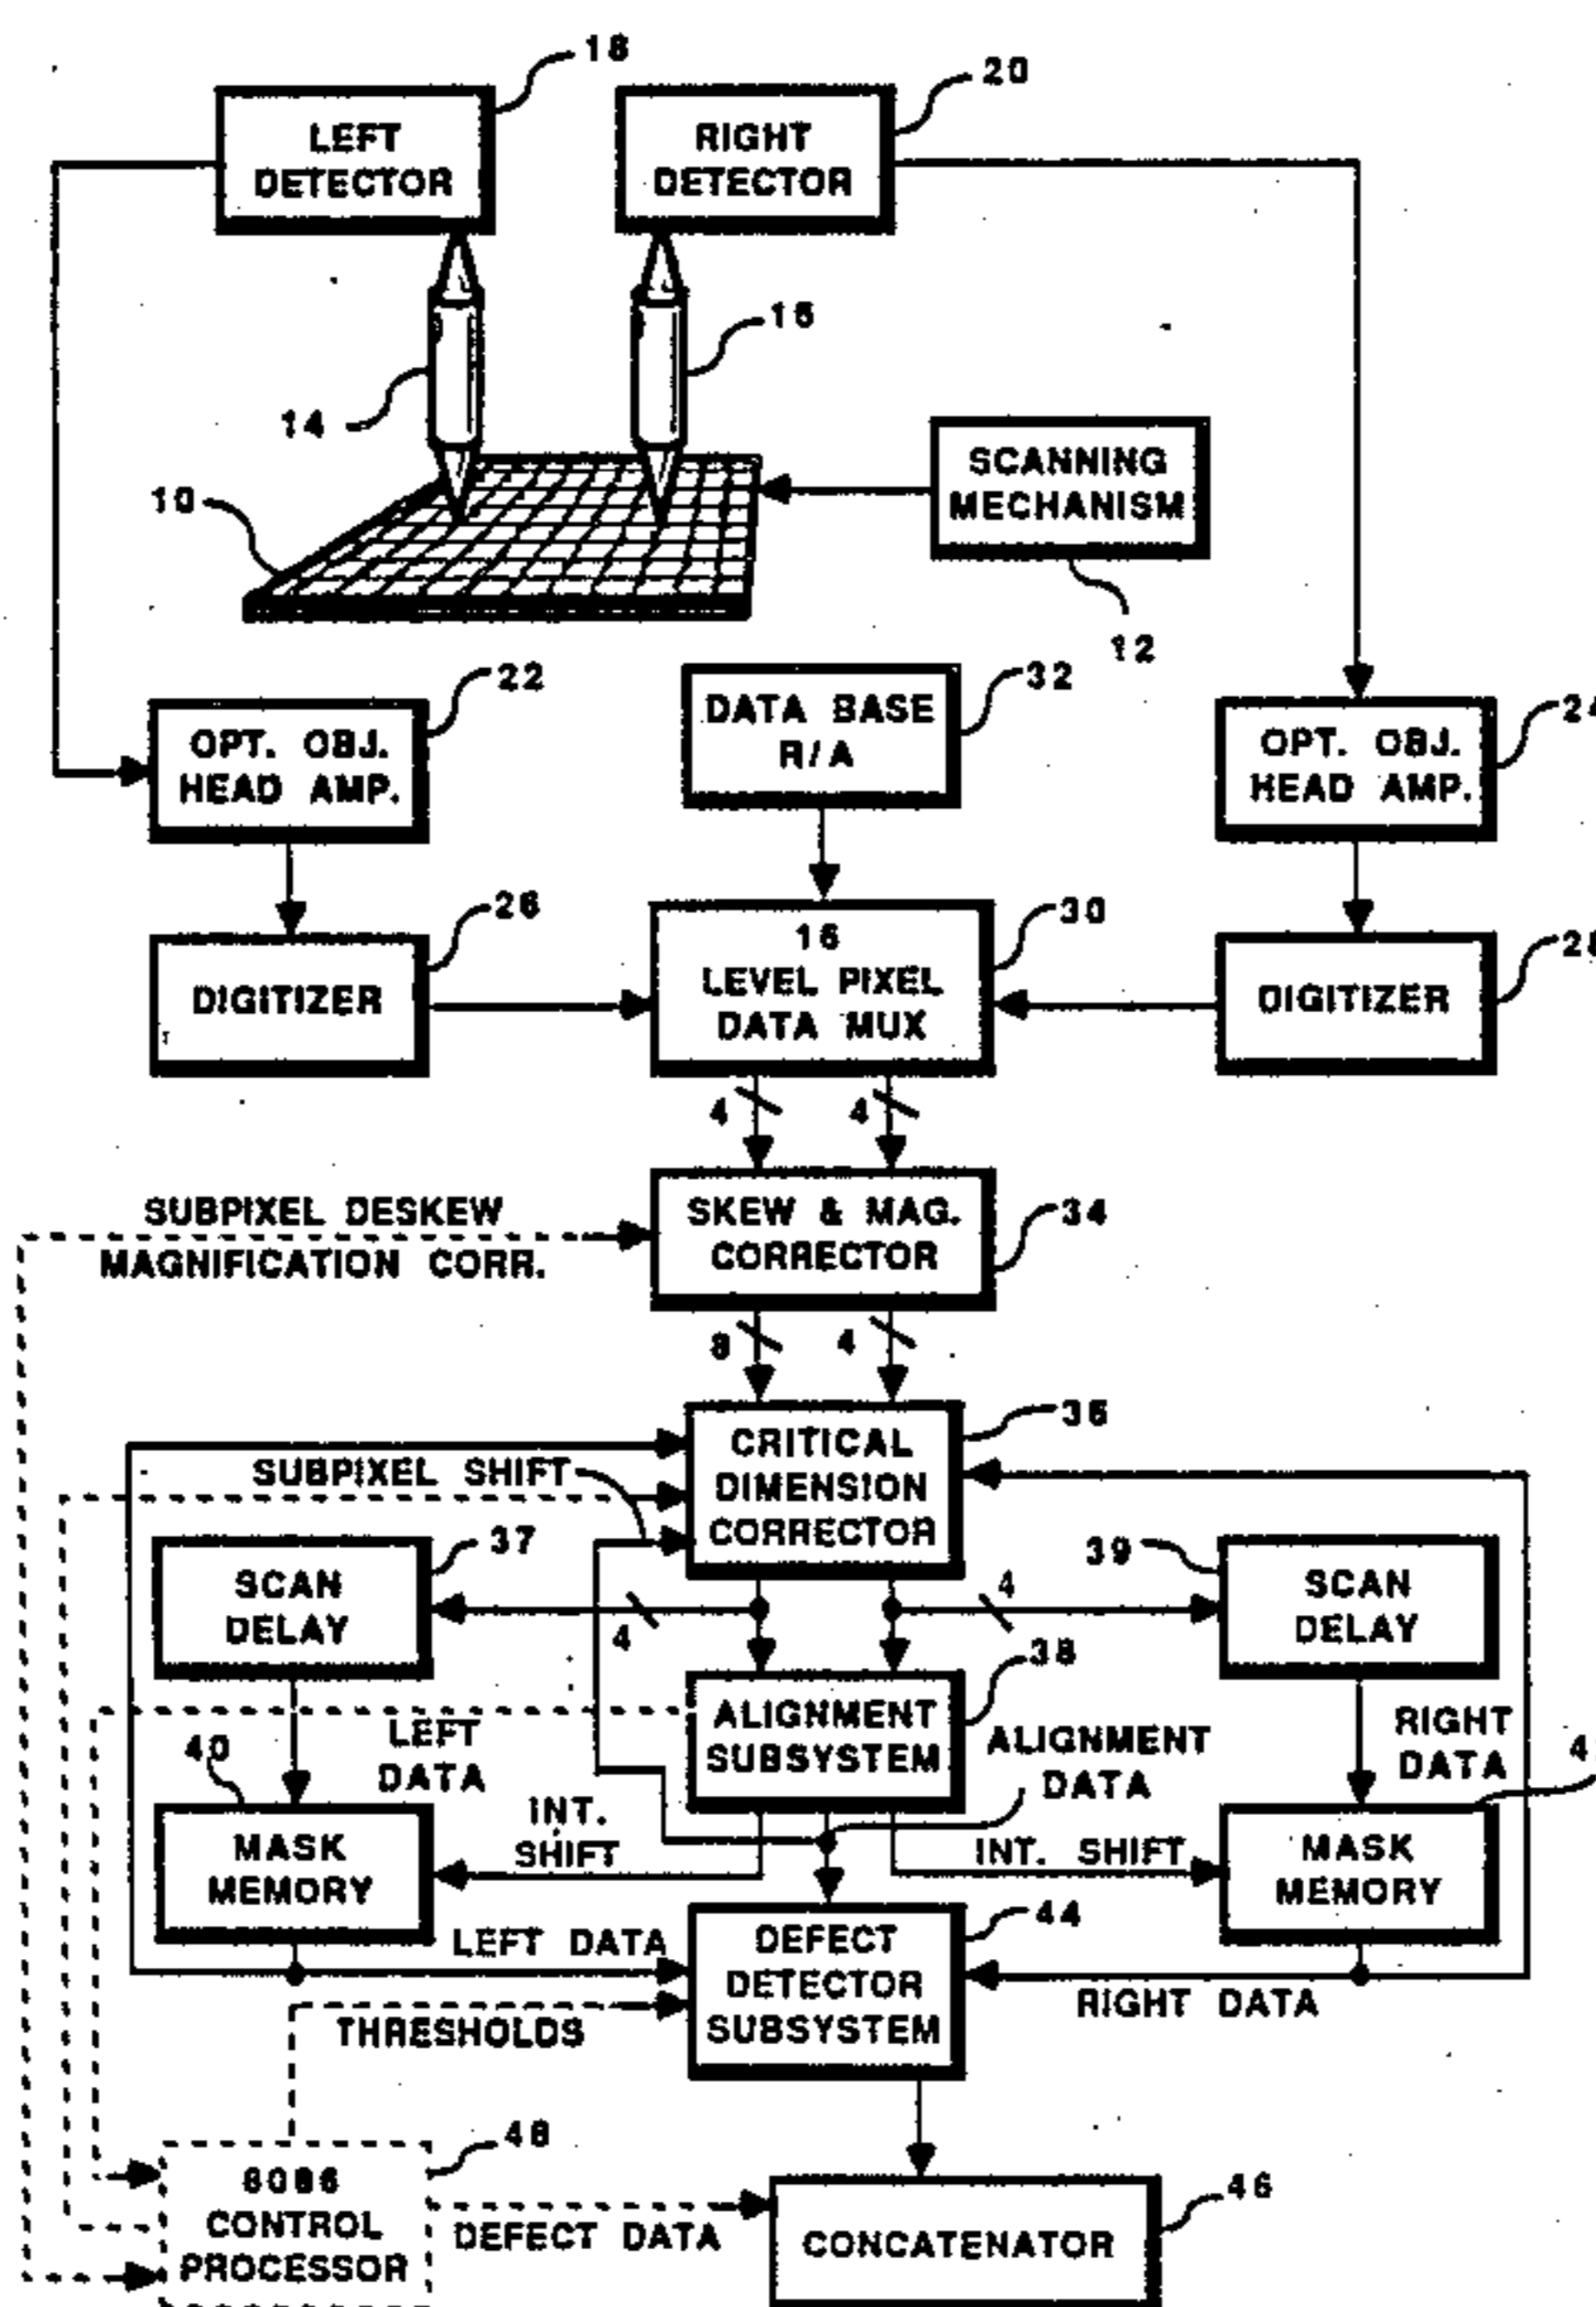 18
20
LEFT
DETECTOR
RIGHT
DETECTOR
16
14
SCANNING
MECHANISM
10
12
22
32
DATA BASE
R/A
24
OPT. OBJ.
HEAD AMP.
OPT. OBJ.
HEAD AMP.
26
30
28
16
LEVEL PIXEL
DATA MUX
DIGITIZER
DIGITIZER
4
4
SUBPIXEL DESKEW
MAGNIFICATION CORR.
SKEW & MAG.
CORRECTOR
34
8
4
36
CRITICAL
DIMENSION
CORRECTOR
SUBPIXEL SHIFT
37
39
SCAN
DELAY
4
4
SCAN
DELAY
38
ALIGNMENT
SUBSYSTEM
LEFT
DATA
40
ALIGNMENT
DATA
RIGHT
DATA
4
INT.
SHIFT
MASK
MEMORY
INT. SHIFT
MASK
MEMORY
44
LEFT DATA
DEFECT
DETECTOR
SUBSYSTEM
RIGHT DATA
THRESHOLDS
48
8086
CONTROL
PROCESSOR
DEFECT DATA
46
CONCATENATOR